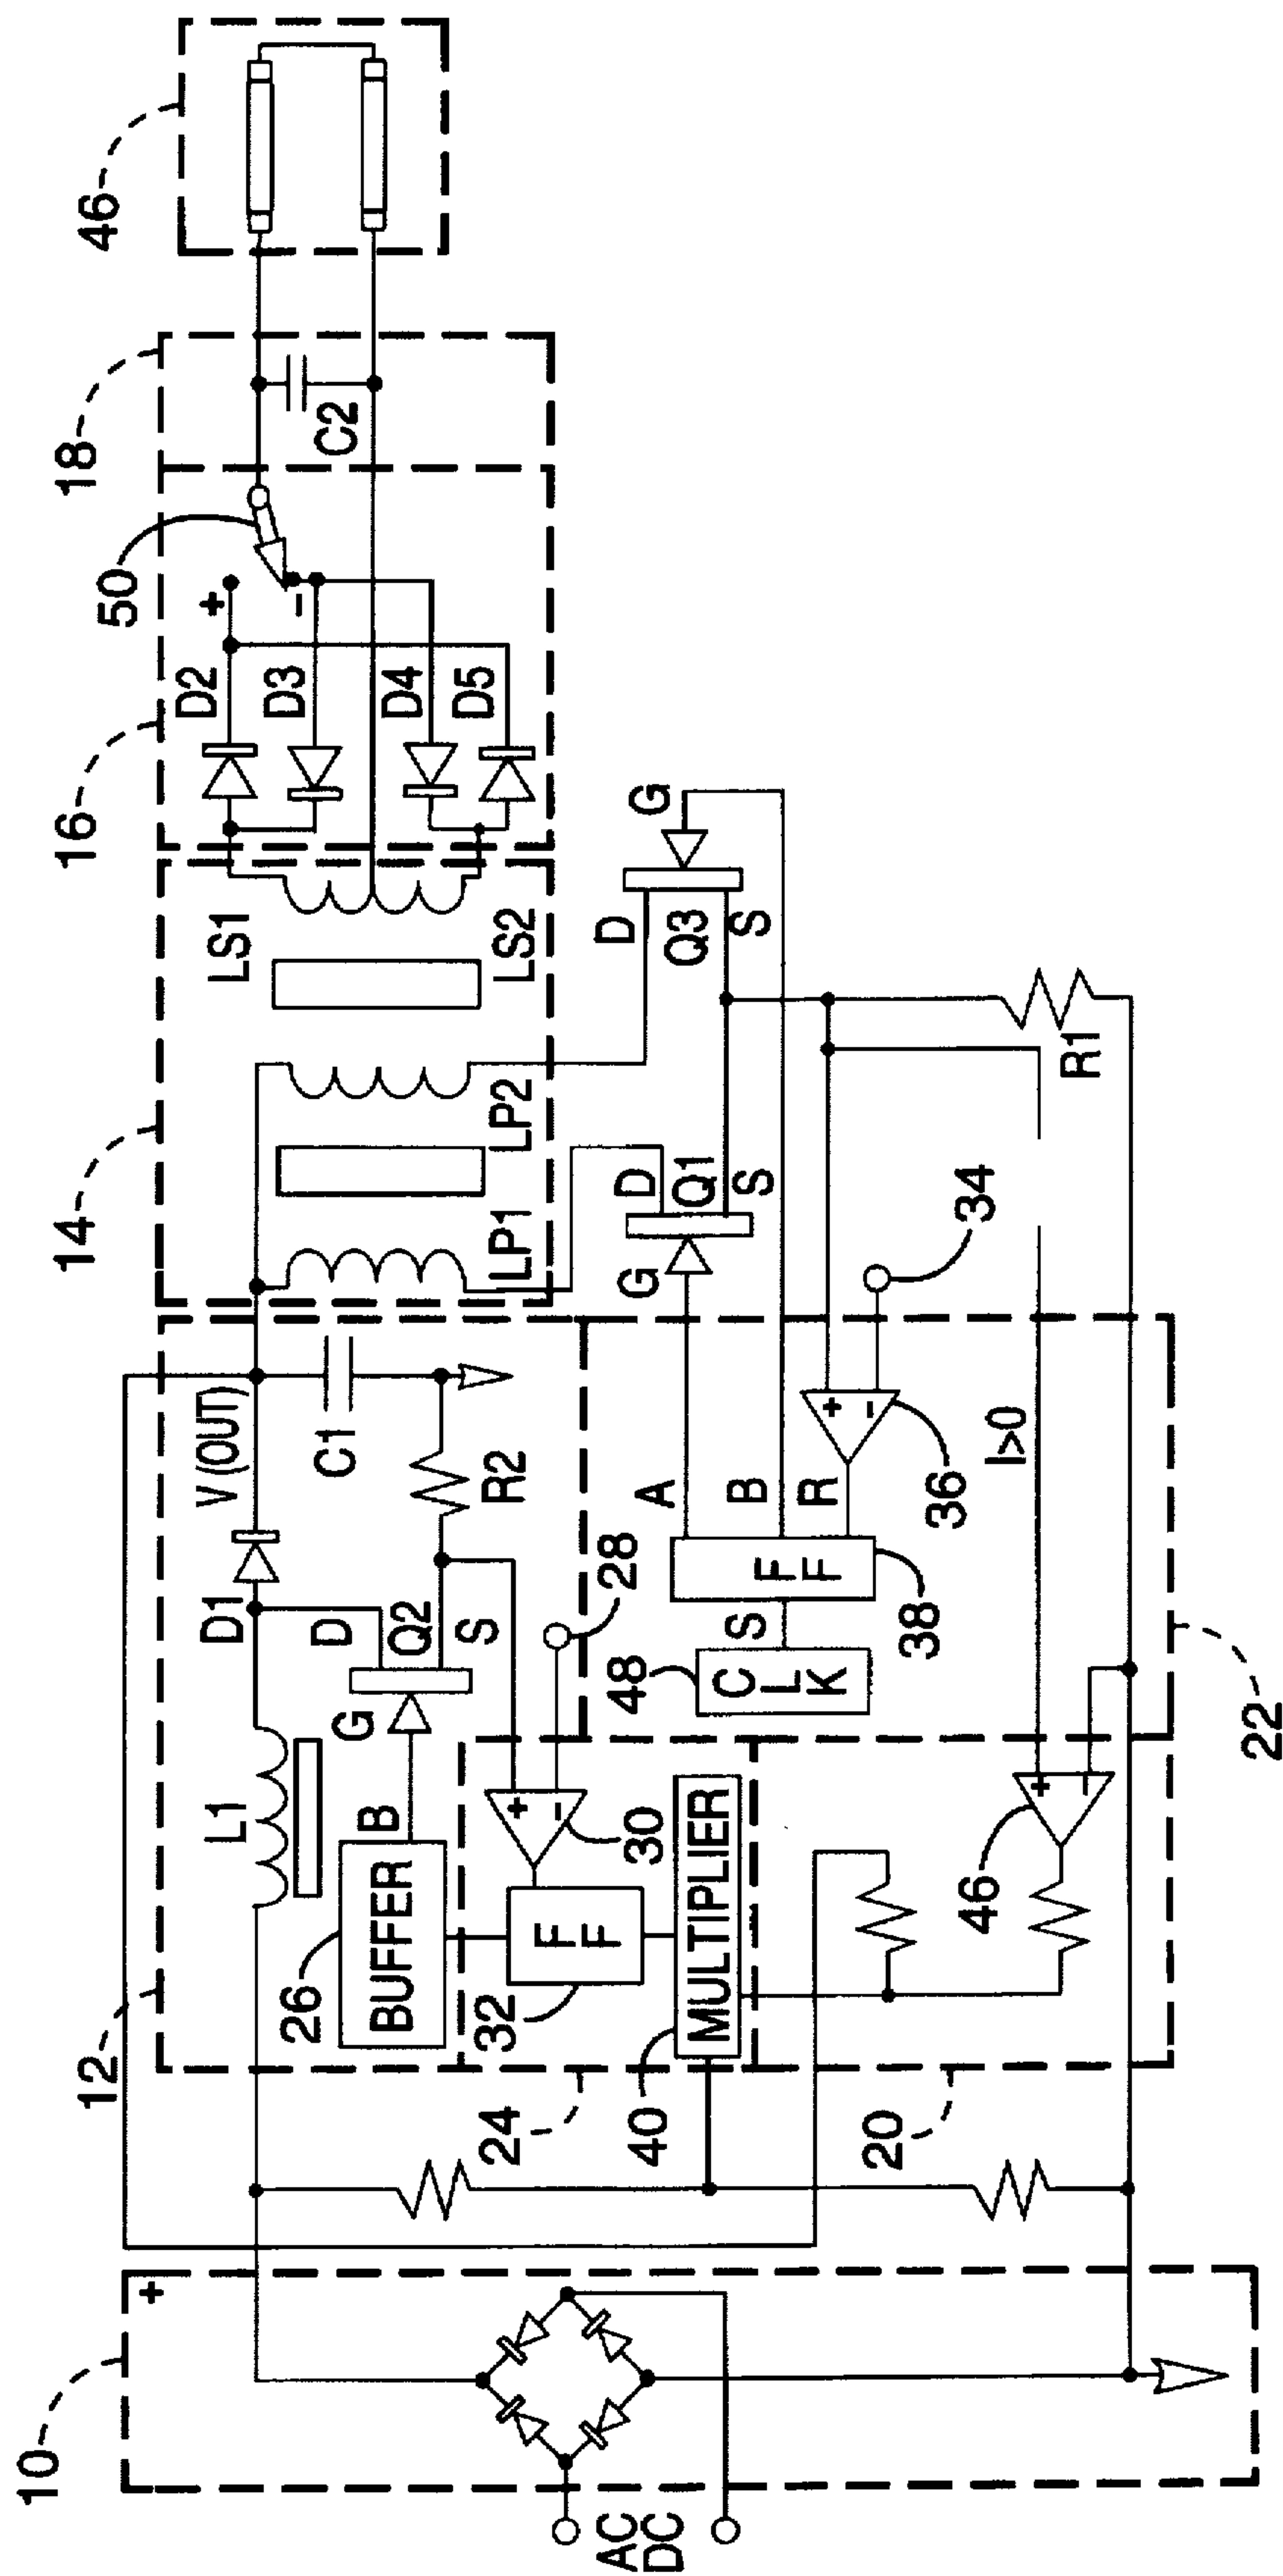 46
18
50
C2
+
-
D2
D3
D4
D5
16
LS1
LS2
14
LP2
LP1
G
D
Q3
S
R1
D
Q1
S
G
34
V (OUT)
C1
R2
D1
D
Q2
S
G
28
L1
B
BUFFER
26
12
+
-
30
FF
32
MULTIPLIER
40
24
A
B
R
+
-
36
I>0
FF
38
S
CLK
48
22
+
-
46
20
10
+
AC
DC